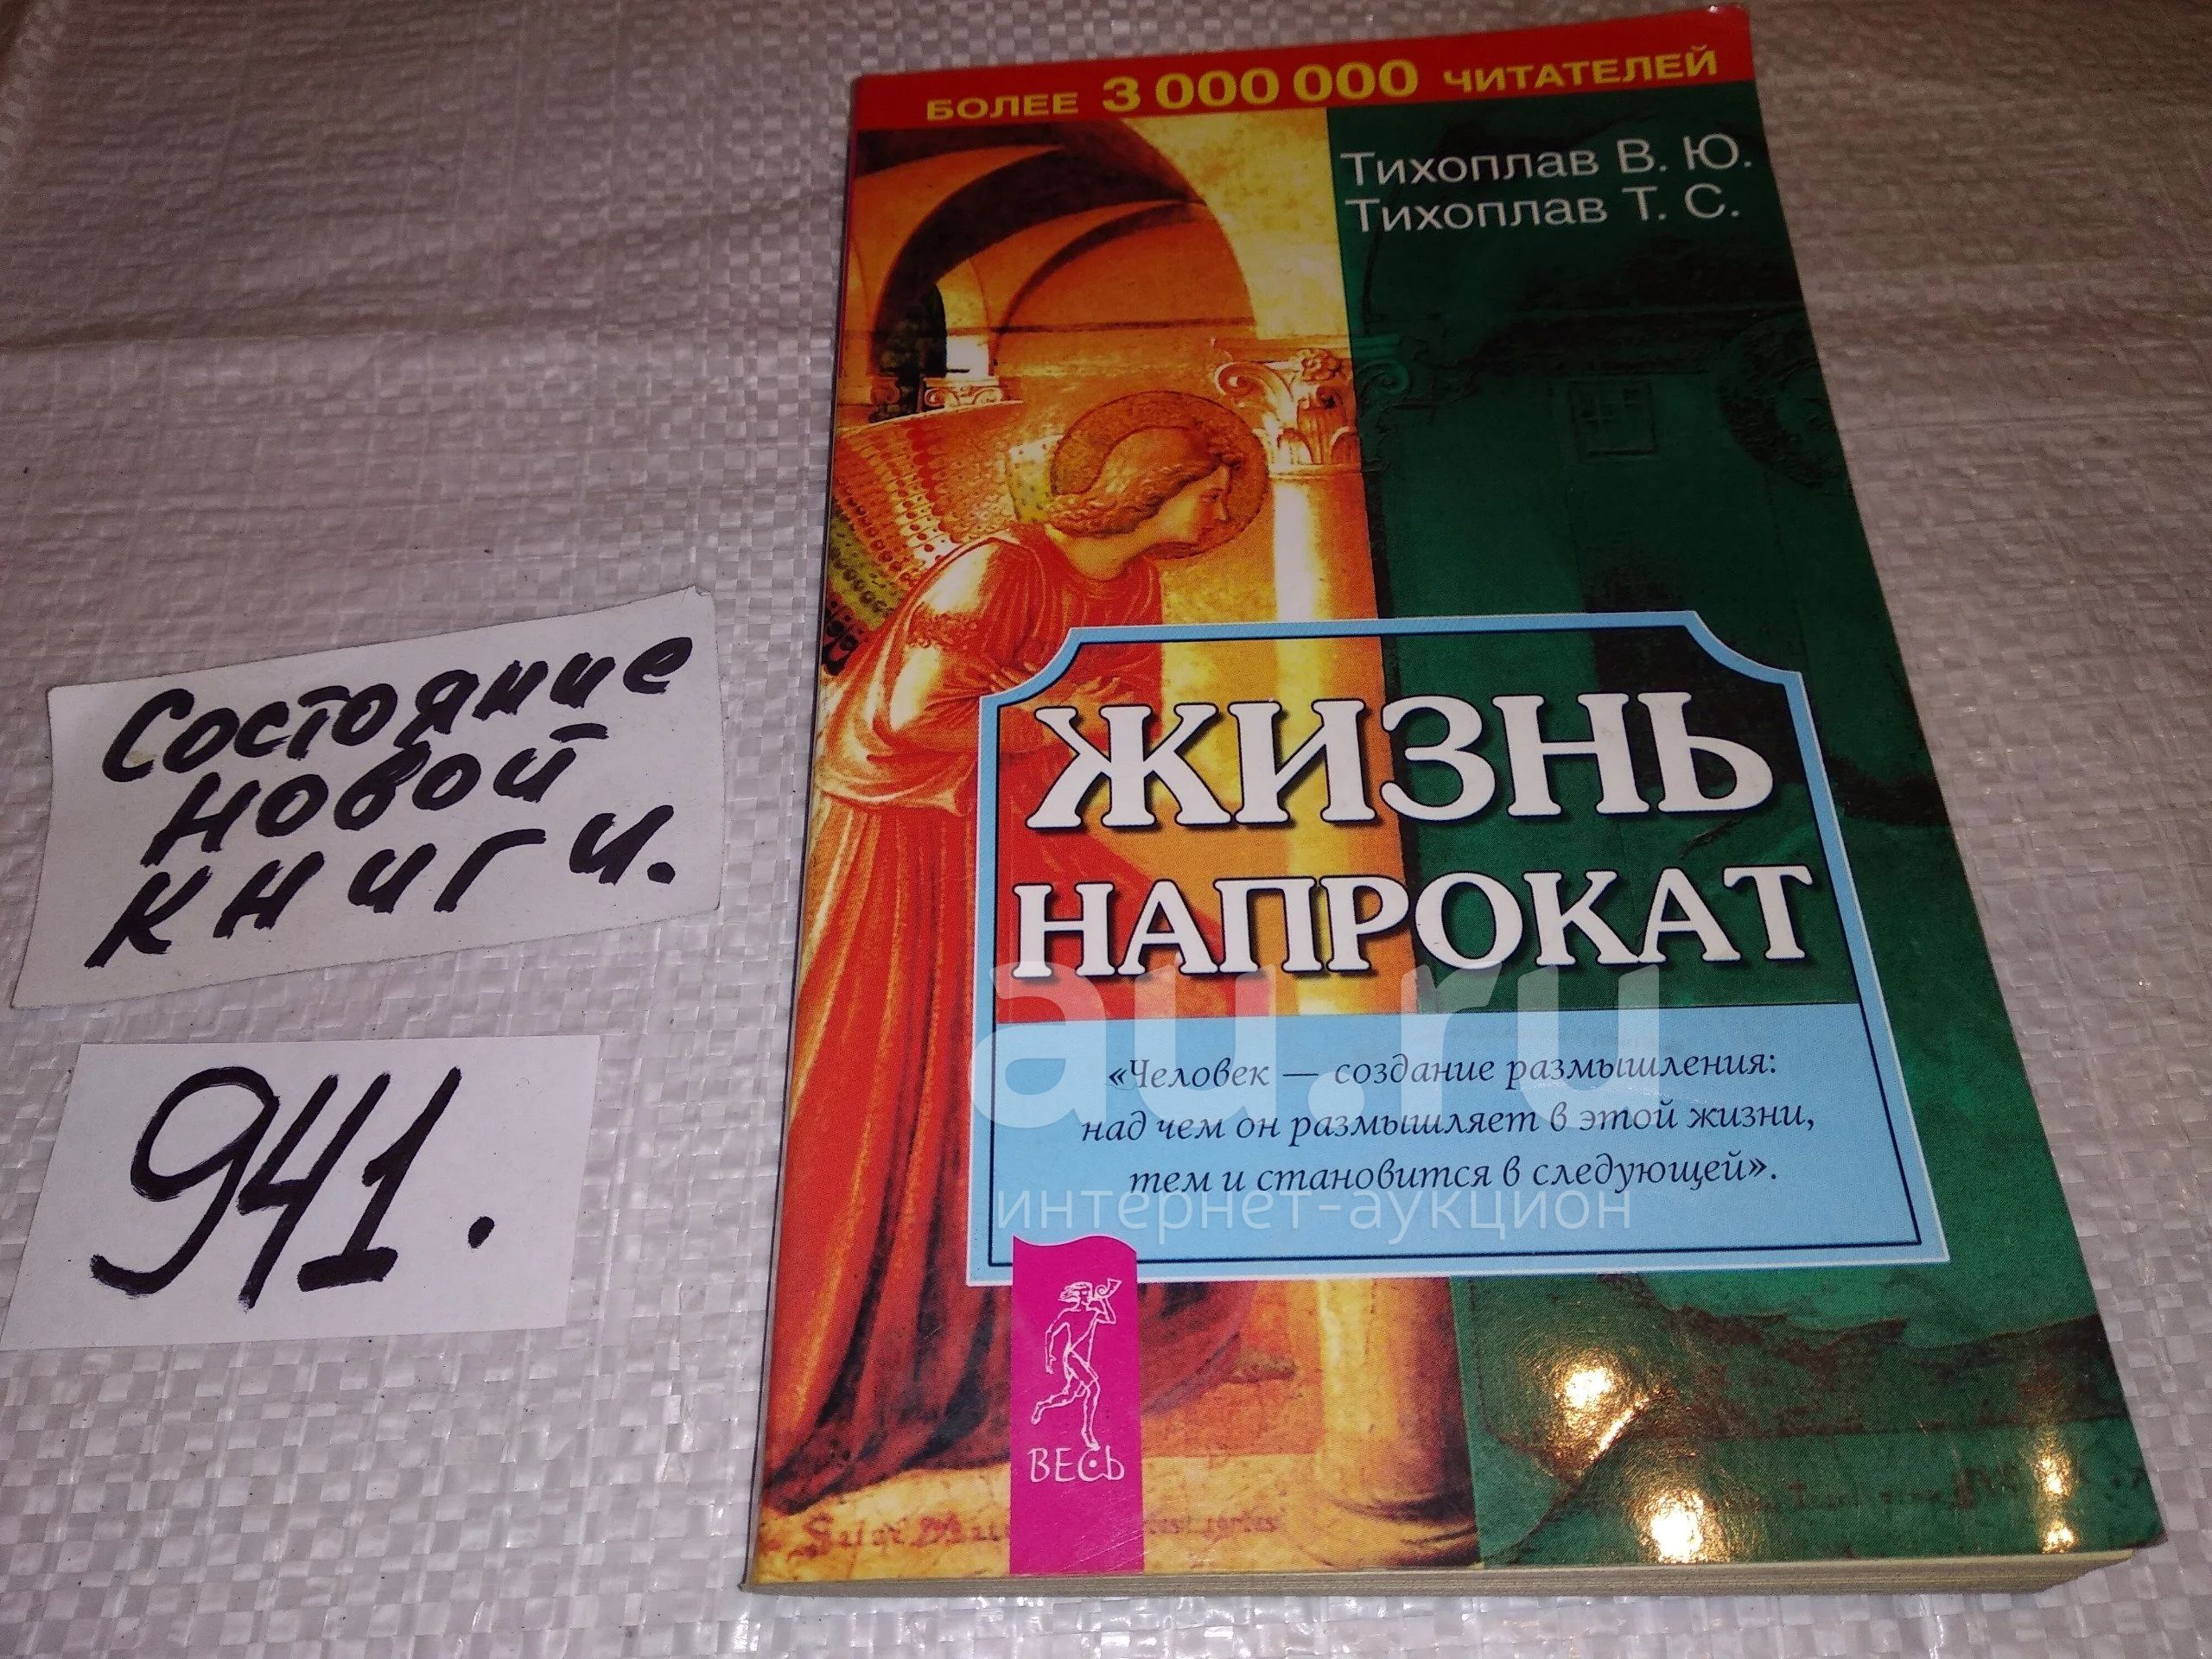 БОЛЕЕ 3 000 000 ЧИТАТЕЛЕЙ
Тихоплав В. Ю.
Тихоплав Т. С.
Состояние
новой
книги.
941.
ЖИЗНЬ
НАПРОКАТ
au.ru
«Человек — создание размышления:
над чем он размышляет в этой жизни,
тем и становится в следующей».
интернет-аукцион
ВЕСЬ